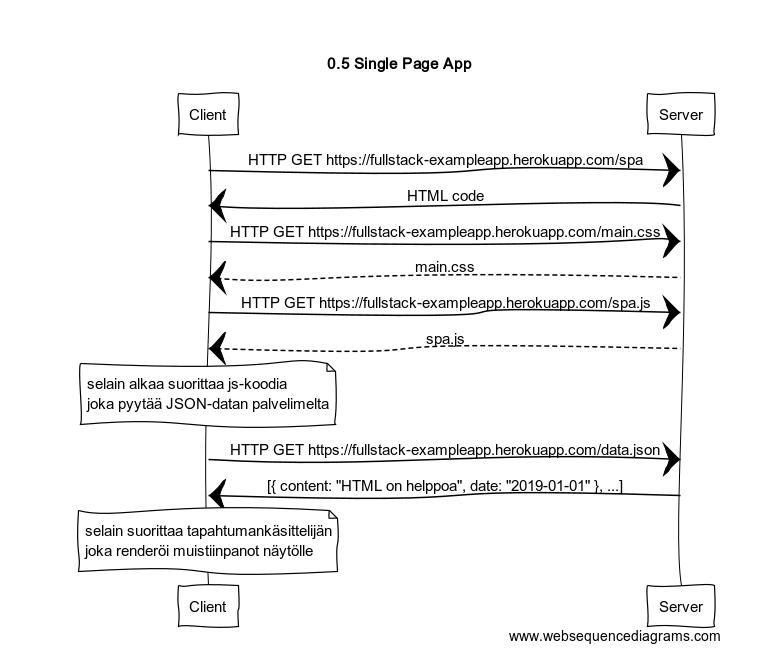 0.5 Single Page App
Client
Server
HTTP GET https://fullstack-exampleapp.herokuapp.com/spa
HTML code
HTTP GET https://fullstack-exampleapp.herokuapp.com/main.css
main.css
HTTP GET https://fullstack-exampleapp.herokuapp.com/spa.js
spa.js
selain alkaa suorittaa js-koodia
joka pyytää JSON-datan palvelimelta
HTTP GET https://fullstack-exampleapp.herokuapp.com/data.json
[{ content: "HTML on helppoa", date: "2019-01-01" }, ...]
selain suorittaa tapahtumankäsittelijän
joka renderöi muistiinpanot näytölle
Client
Server
www.websequencediagrams.com